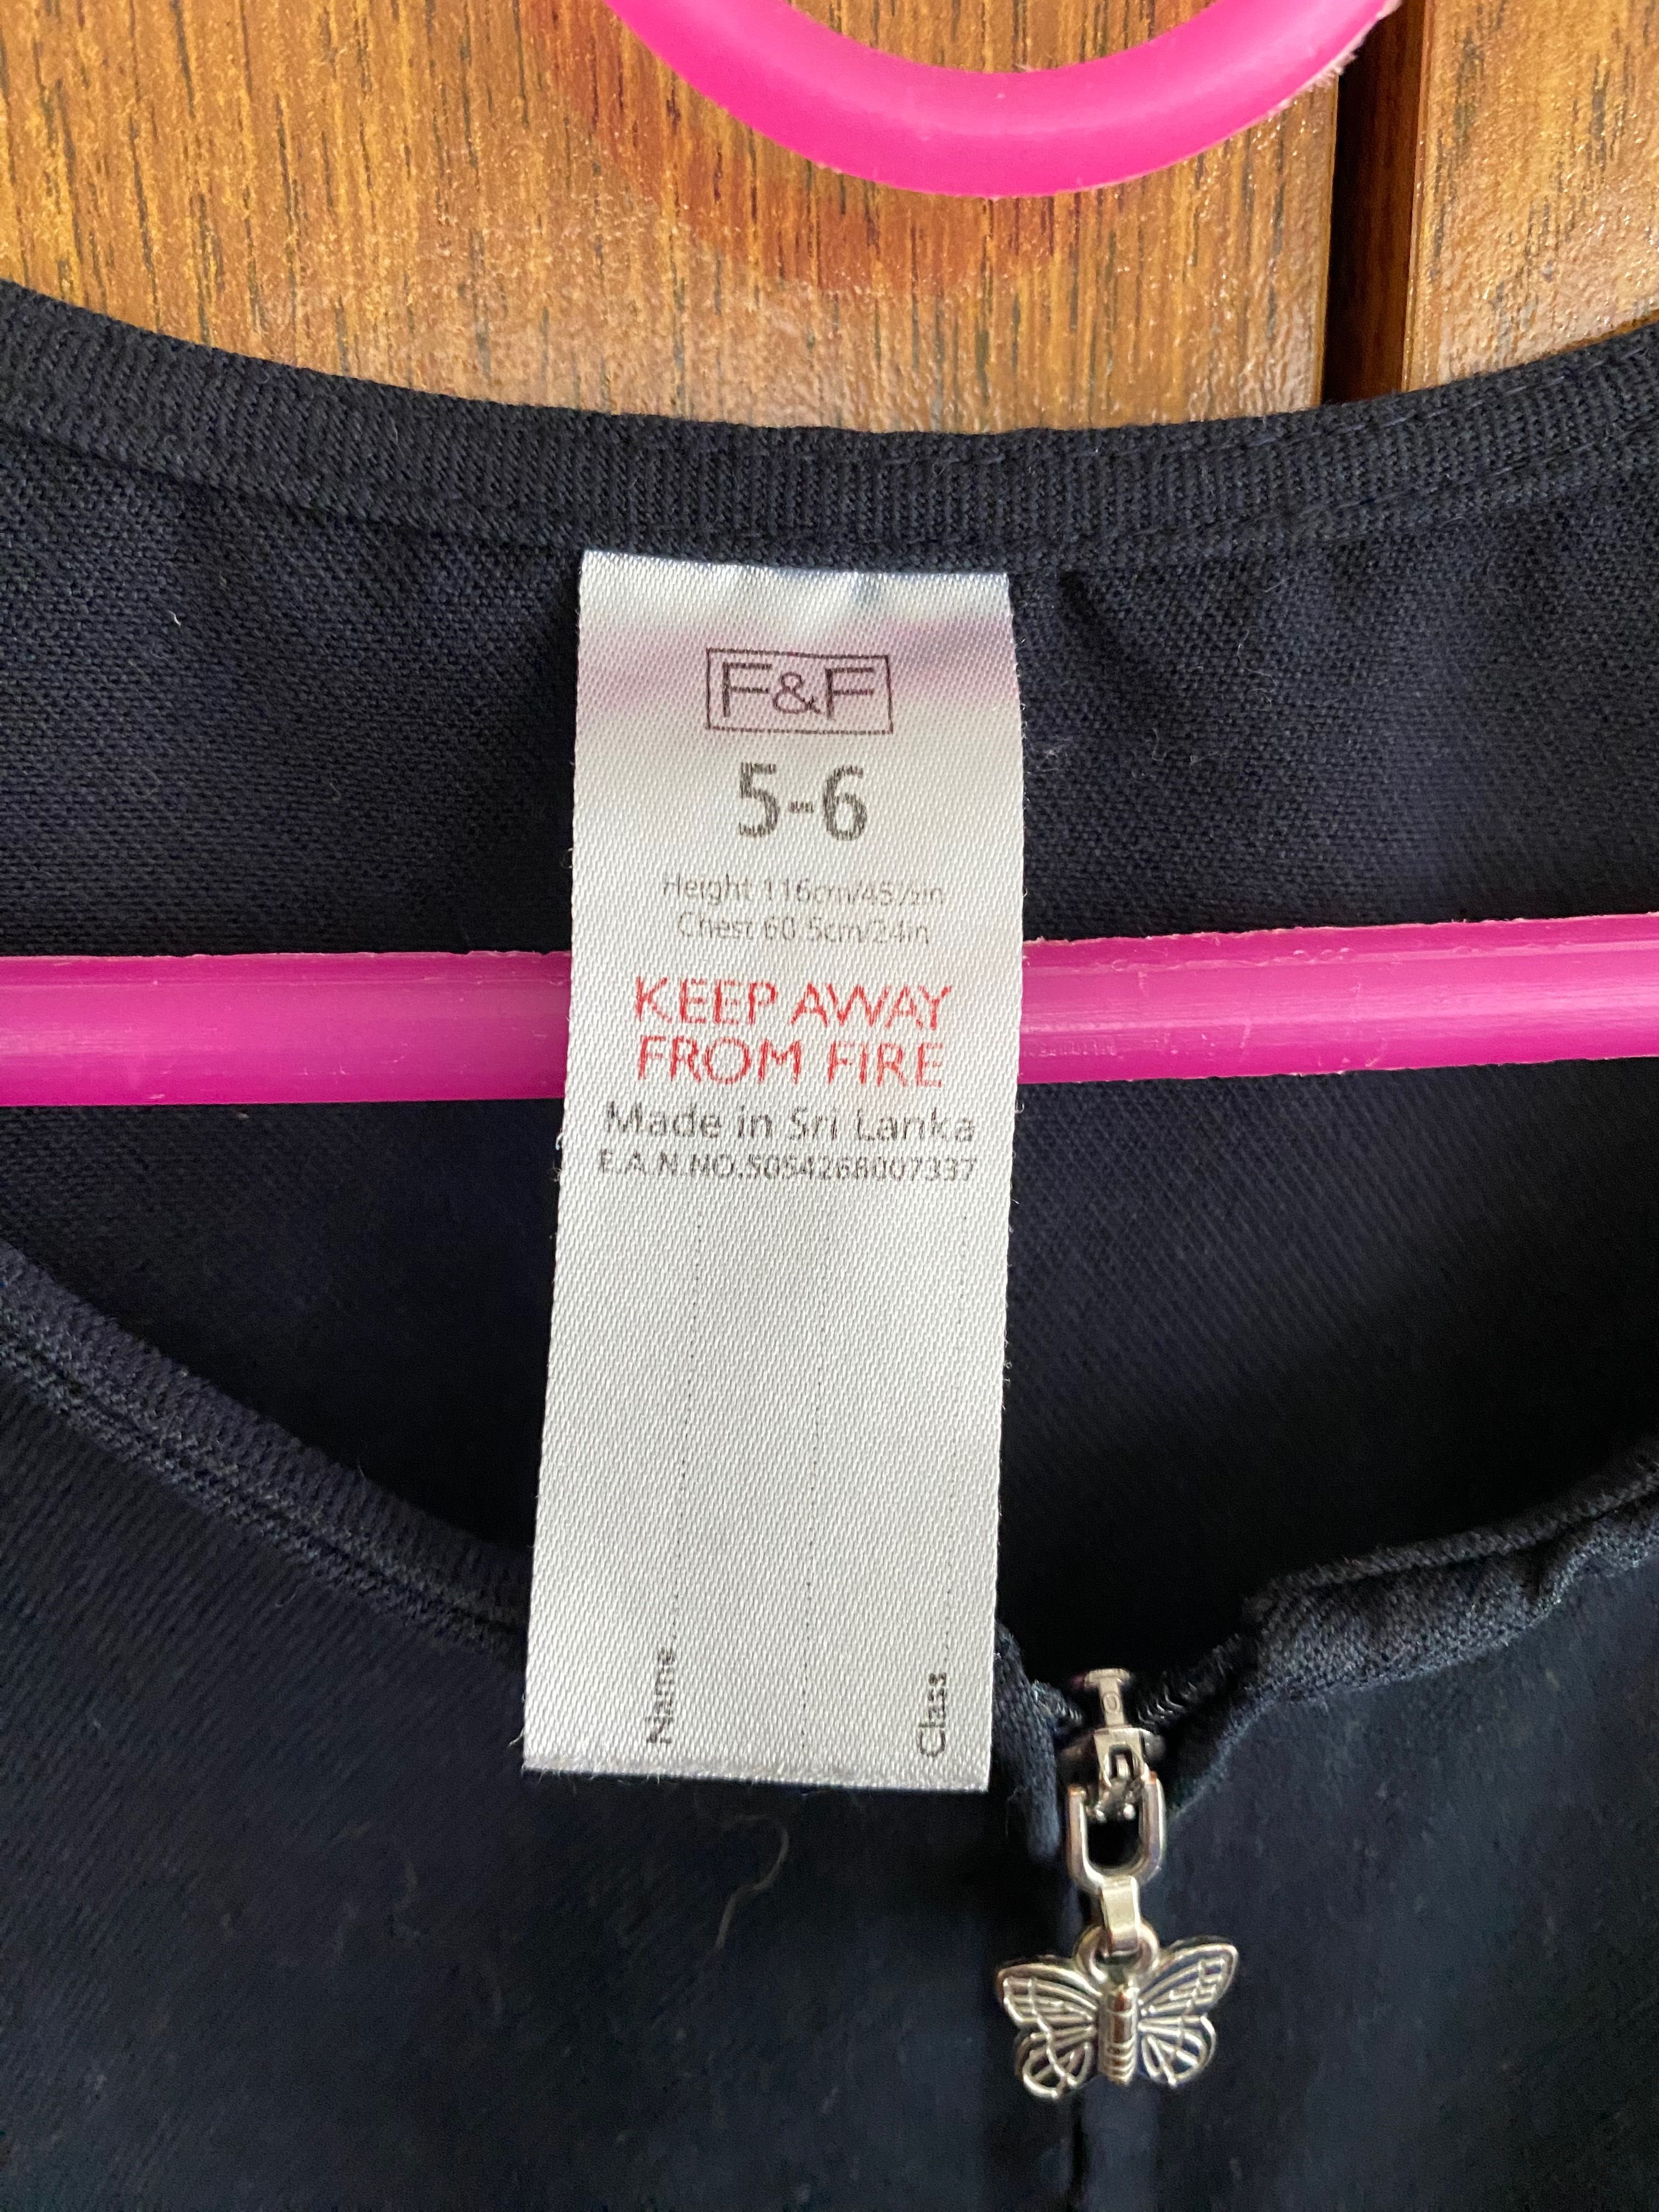 F&F
5-6
Height 116cm/45½in
Chest 60.5cm/24in
KEEP AWAY
FROM FIRE
Made in Sri Lanka
E.A.N.NO.5054268007337
Name
Class